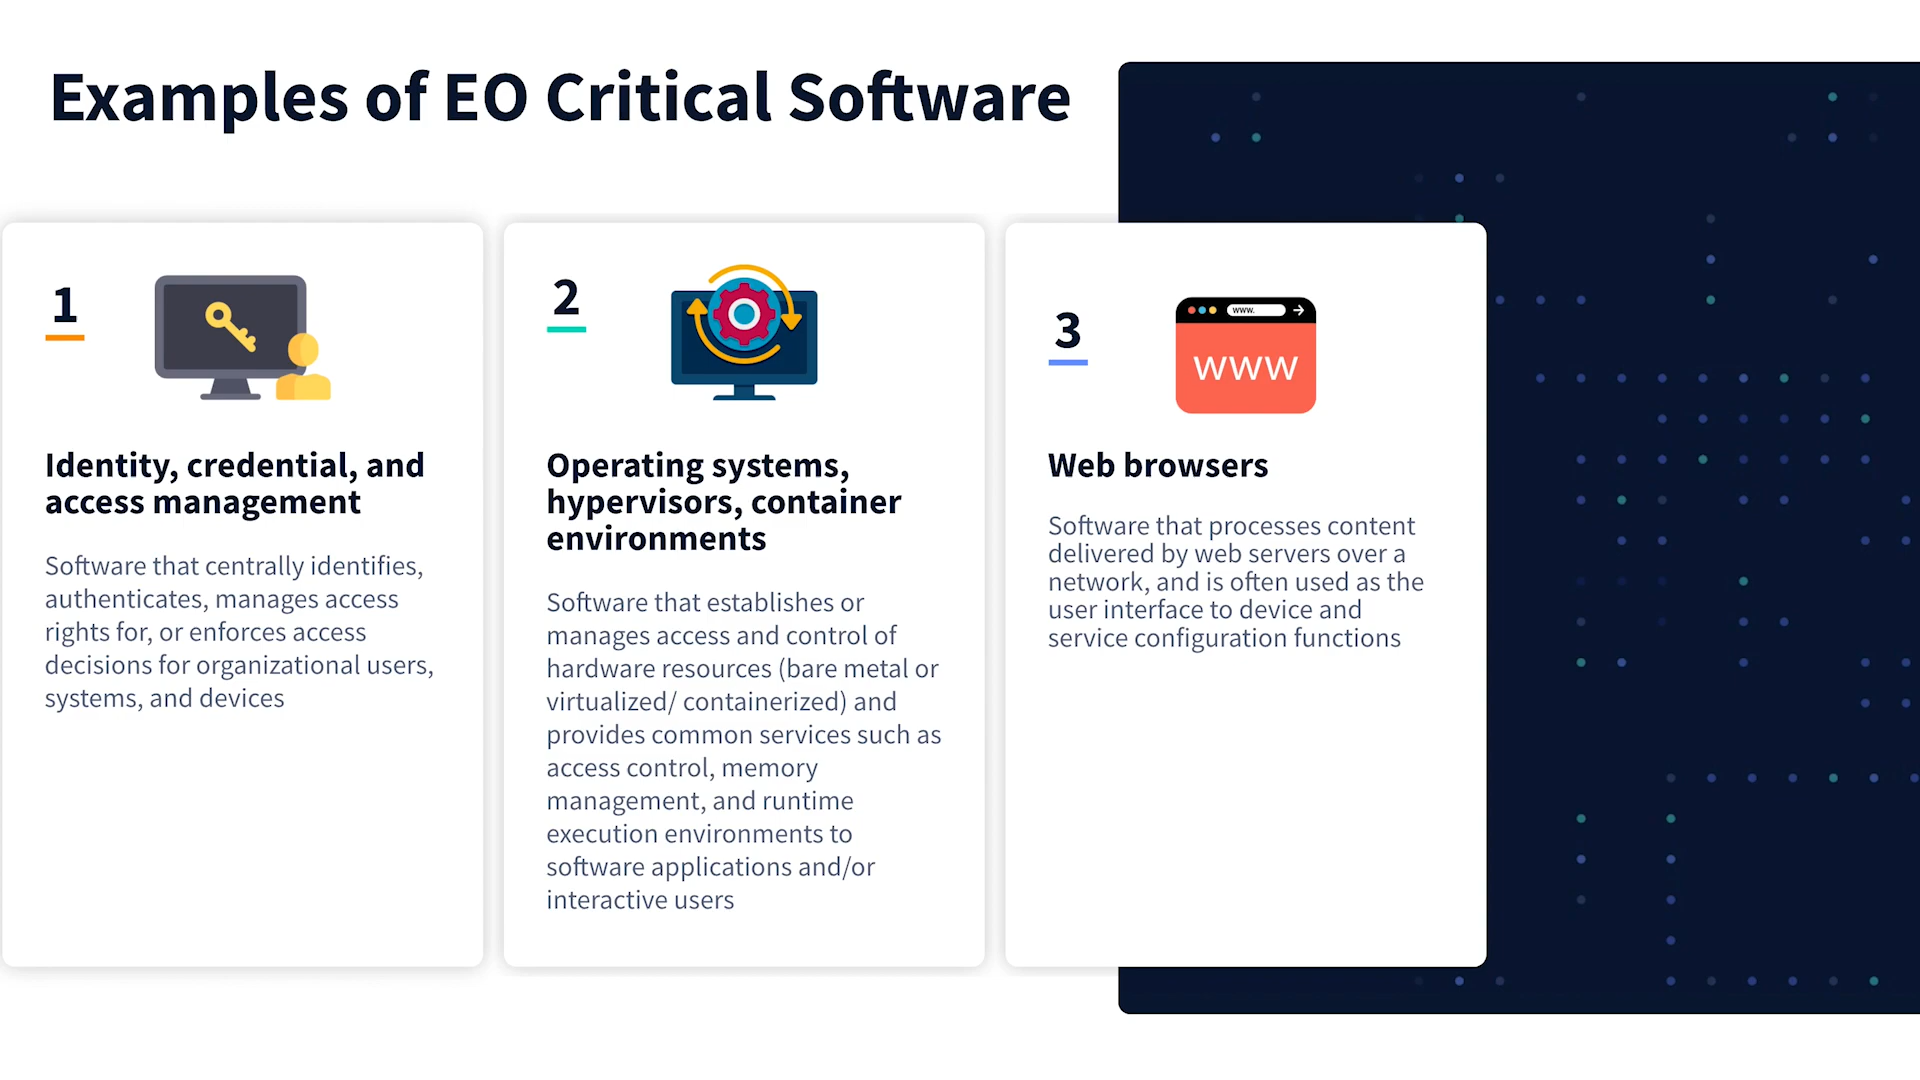 Examples of EO Critical Software
1
Identity, credential, and
access management
Software that centrally identifies,
authenticates, manages access
rights for, or enforces access
decisions for organizational users,
systems, and devices
2
Operating systems,
hypervisors, container
environments
Software that establishes or
manages access and control of
hardware resources (bare metal or
virtualized/ containerized) and
provides common services such as
access control, memory
management, and runtime
execution environments to
software applications and/or
interactive users
3
www.
WWW
Web browsers
Software that processes content
delivered by web servers over a
network, and is often used as the
user interface to device and
service configuration functions